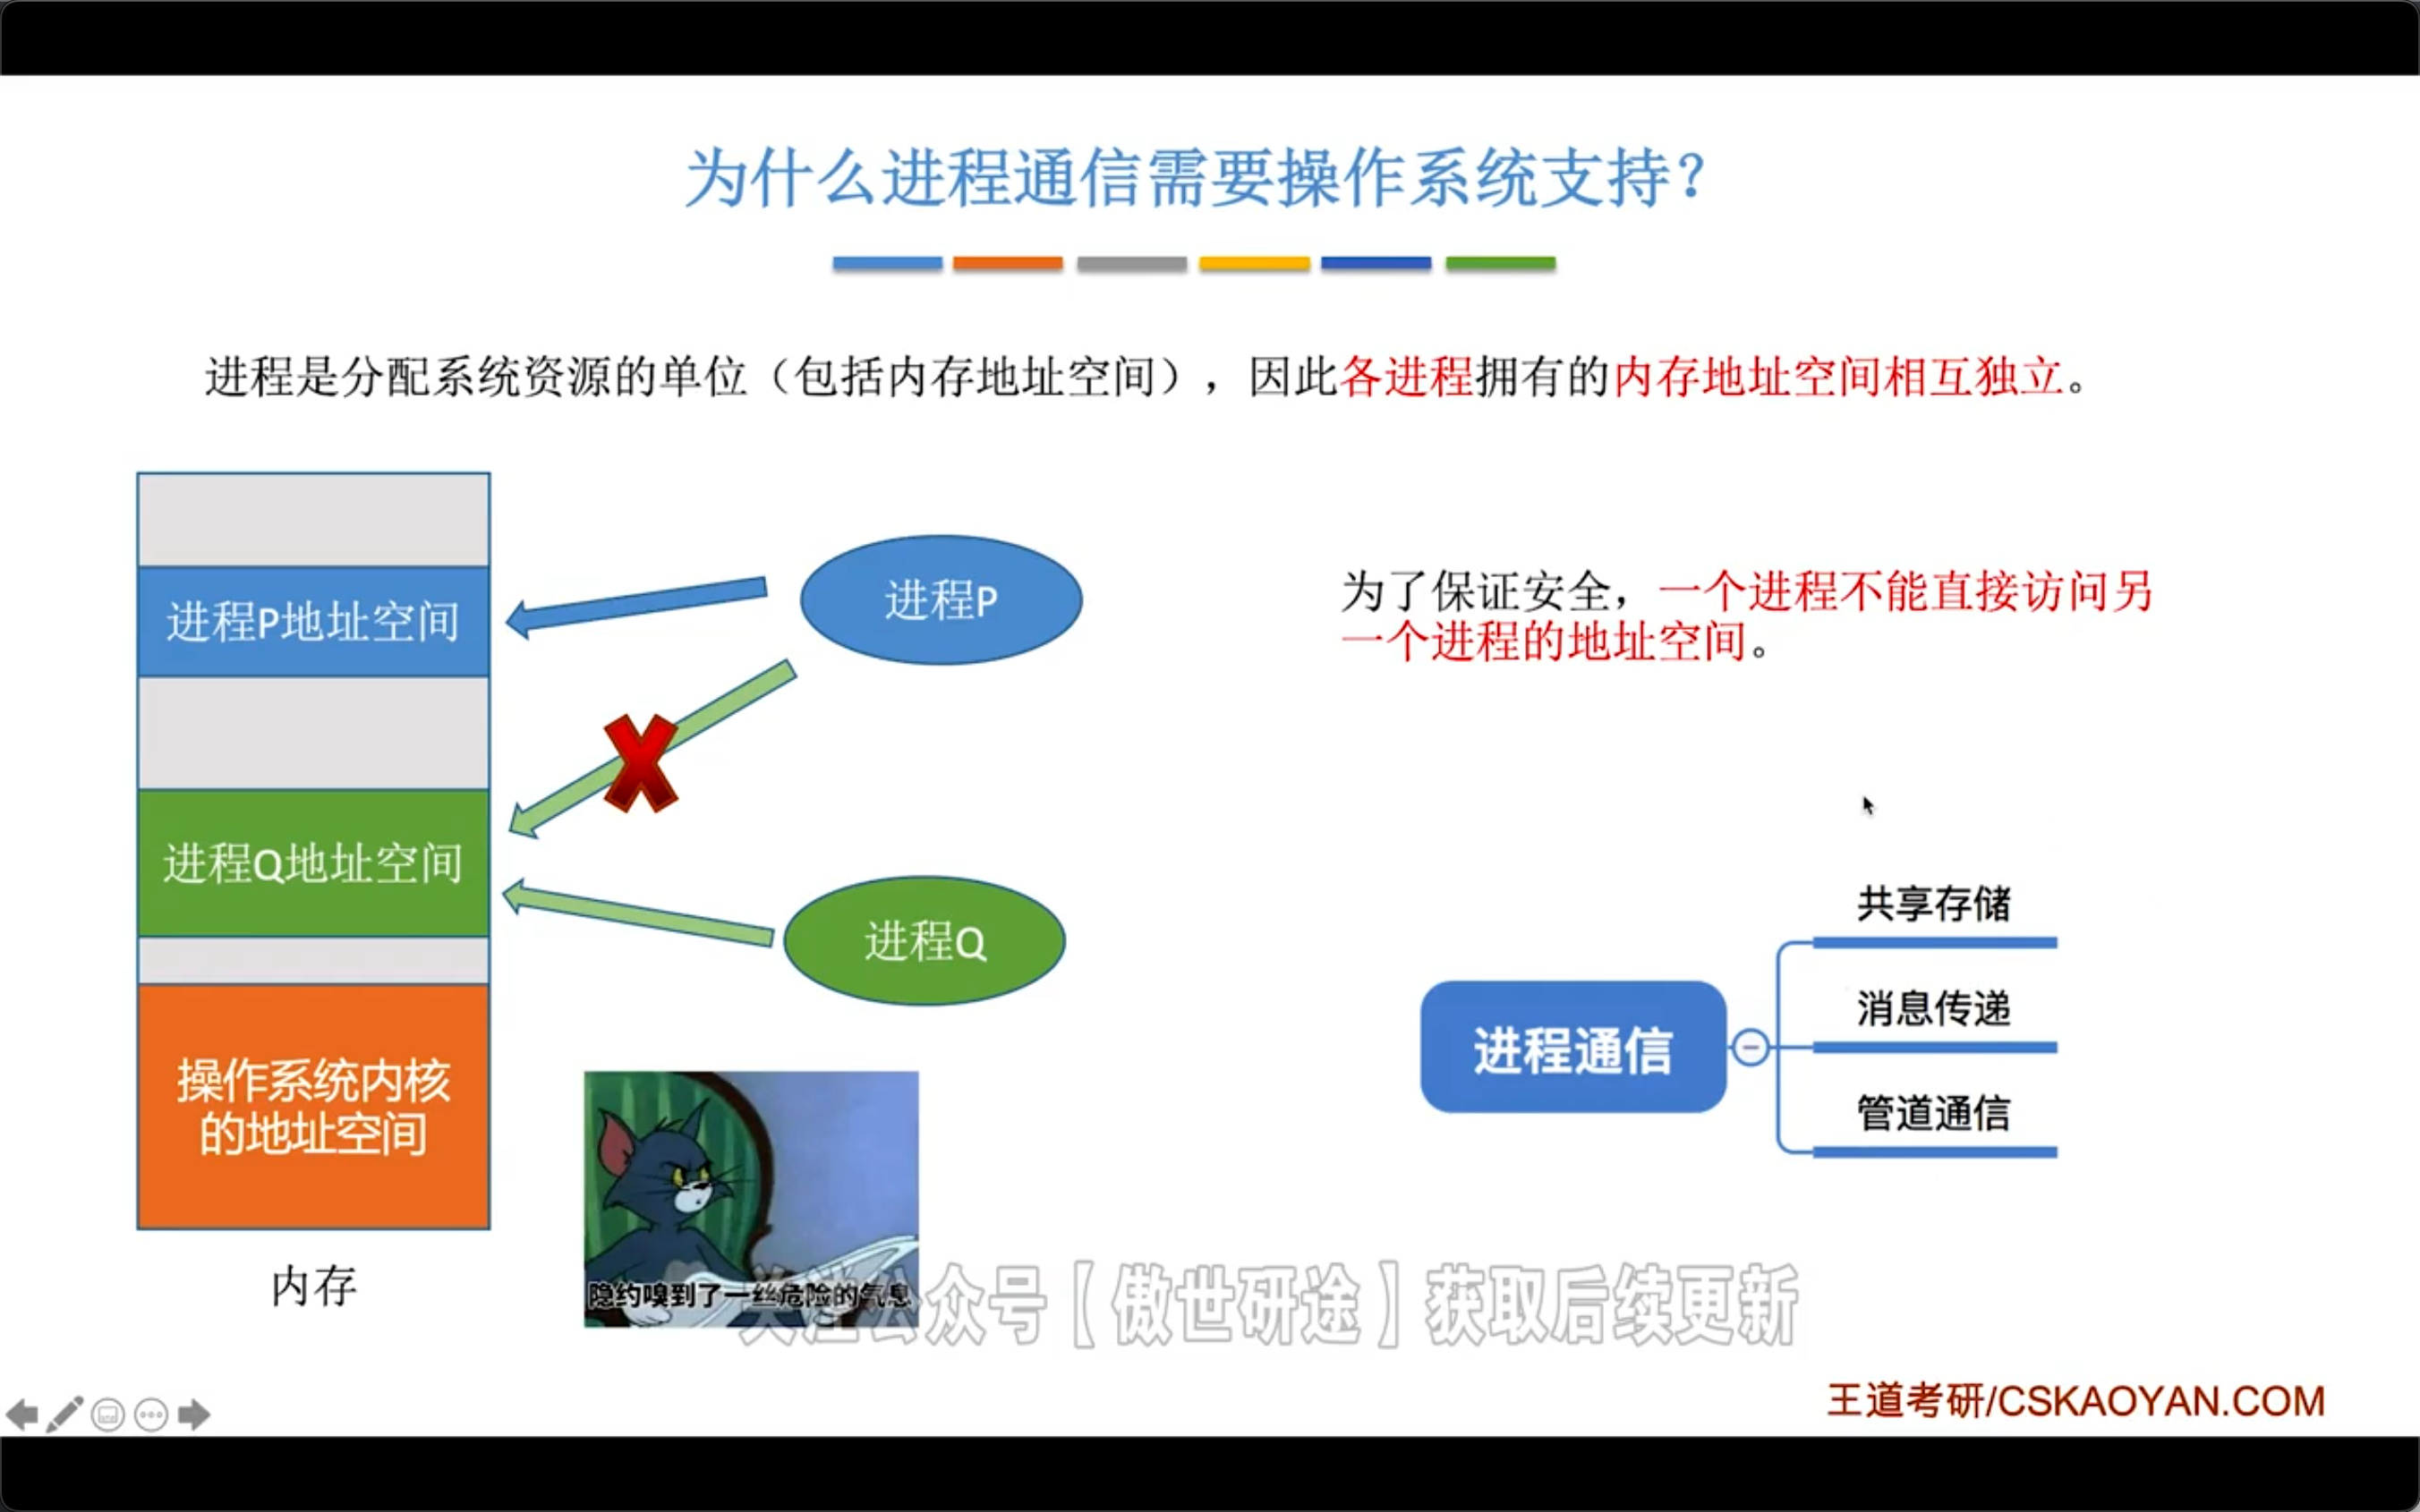 为什么进程通信需要操作系统支持？
进程是分配系统资源的单位（包括内存地址空间），因此各进程拥有的内存地址空间相互独立。
进程P地址空间
进程P
为了保证安全，一个进程不能直接访问另
一个进程的地址空间。
进程Q地址空间
进程Q
操作系统内核
的地址空间
内存
共享存储
进程通信
消息传递
管道通信
隐约嗅到了一丝危险的气息
关注公众号【傲世研途】获取后续更新
王道考研/CSKAOYAN.COM